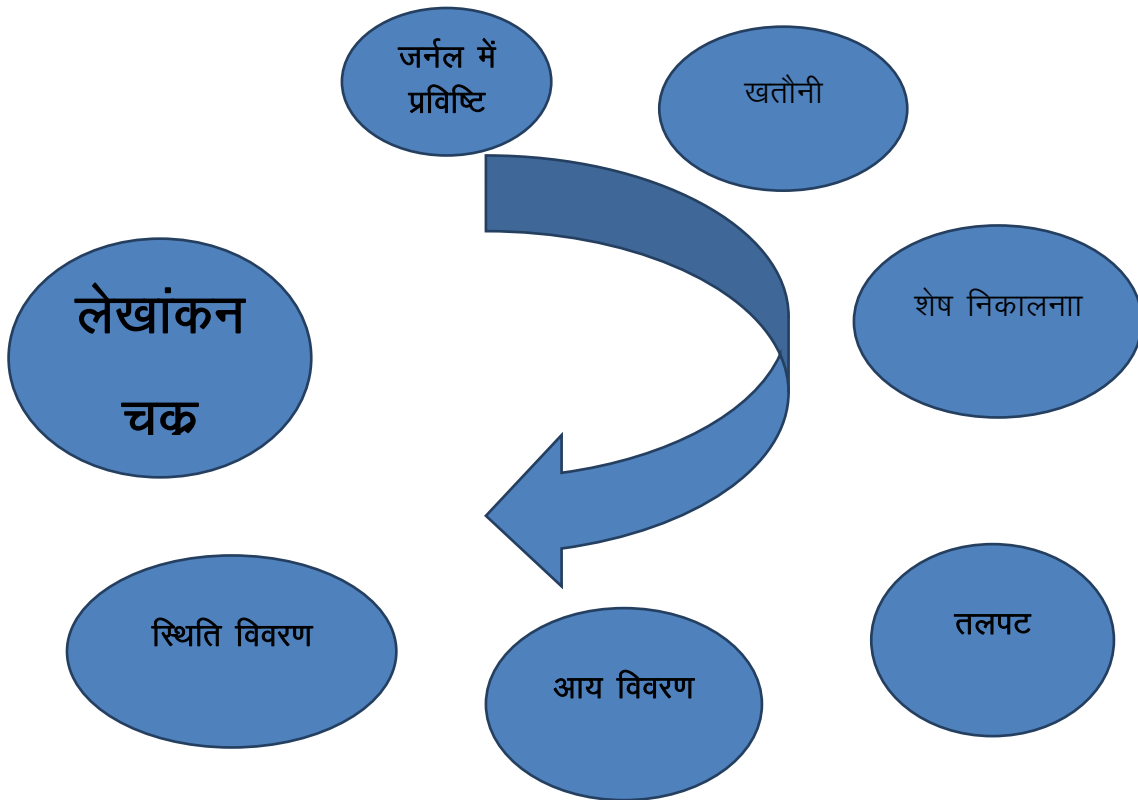 जर्नल में
प्रविष्टि
खतौनी
शेष निकालनाा
तलपट
आय विवरण
स्थिति विवरण
लेखांकन
चक्र